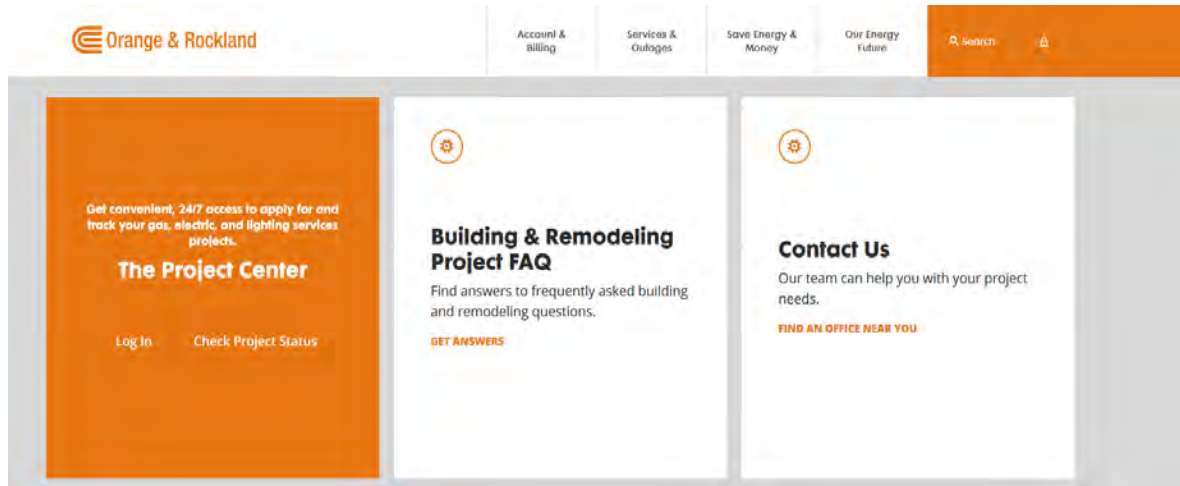 Orange & Rockland
Account &
Billing
Services &
Outages
Save Energy &
Money
Our Energy
Future
Search
Get convenient, 24/7 access to apply for and
track your gas, electric, and lighting services
projects.
The Project Center
Log In
Check Project Status
Building & Remodeling
Project FAQ
Find answers to frequently asked building
and remodeling questions.
GET ANSWERS
Contact Us
Our team can help you with your project
needs.
FIND AN OFFICE NEAR YOU